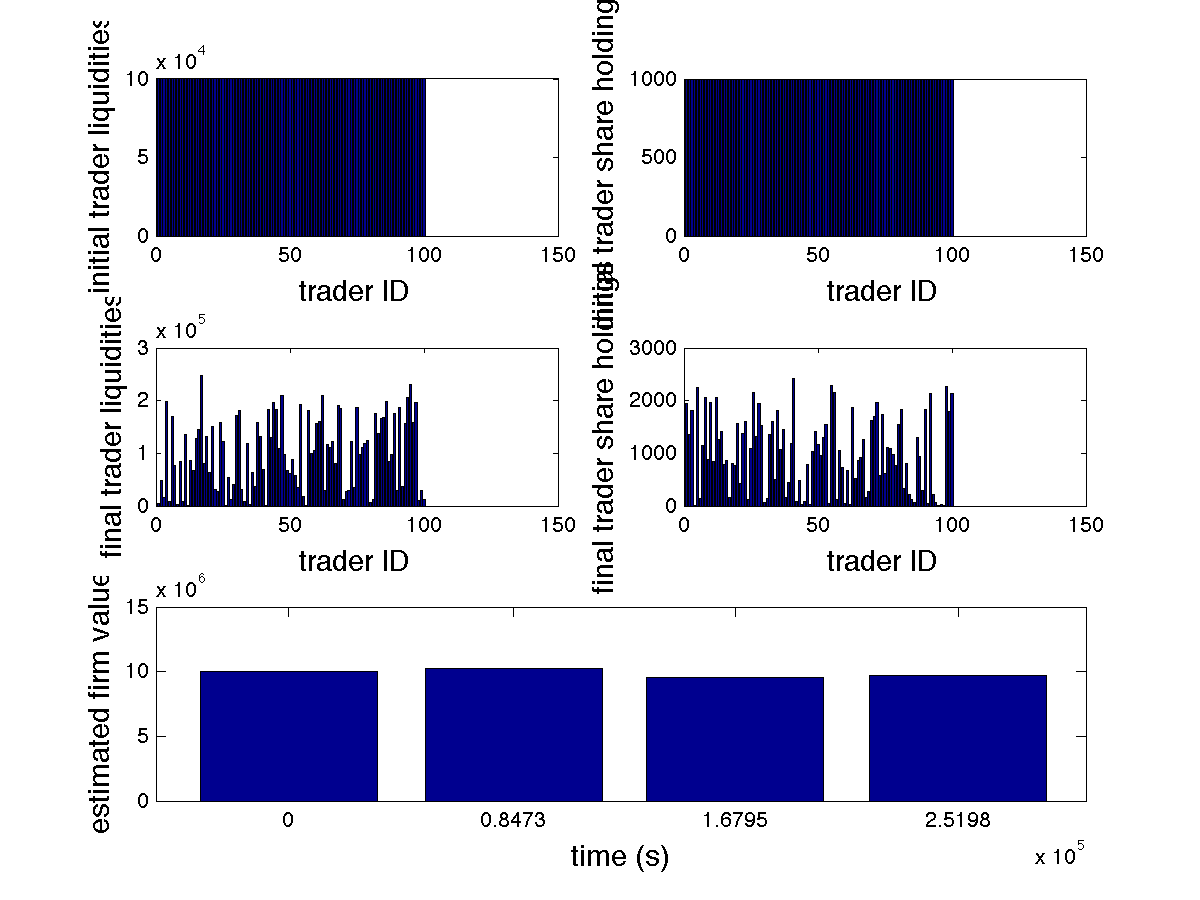 initial trader liquidities
x 10^4
10
5
0
0 50 100 150
trader ID
trader share holding
1000
500
0
0 50 100 150
trader ID
final trader liquidities
x 10^5
3
2
1
0
0 50 100 150
trader ID
final trader share holdings
3000
2000
1000
0
0 50 100 150
trader ID
estimated firm value
x 10^6
15
10
5
0
0 0.8473 1.6795 2.5198
time (s)
x 10^5